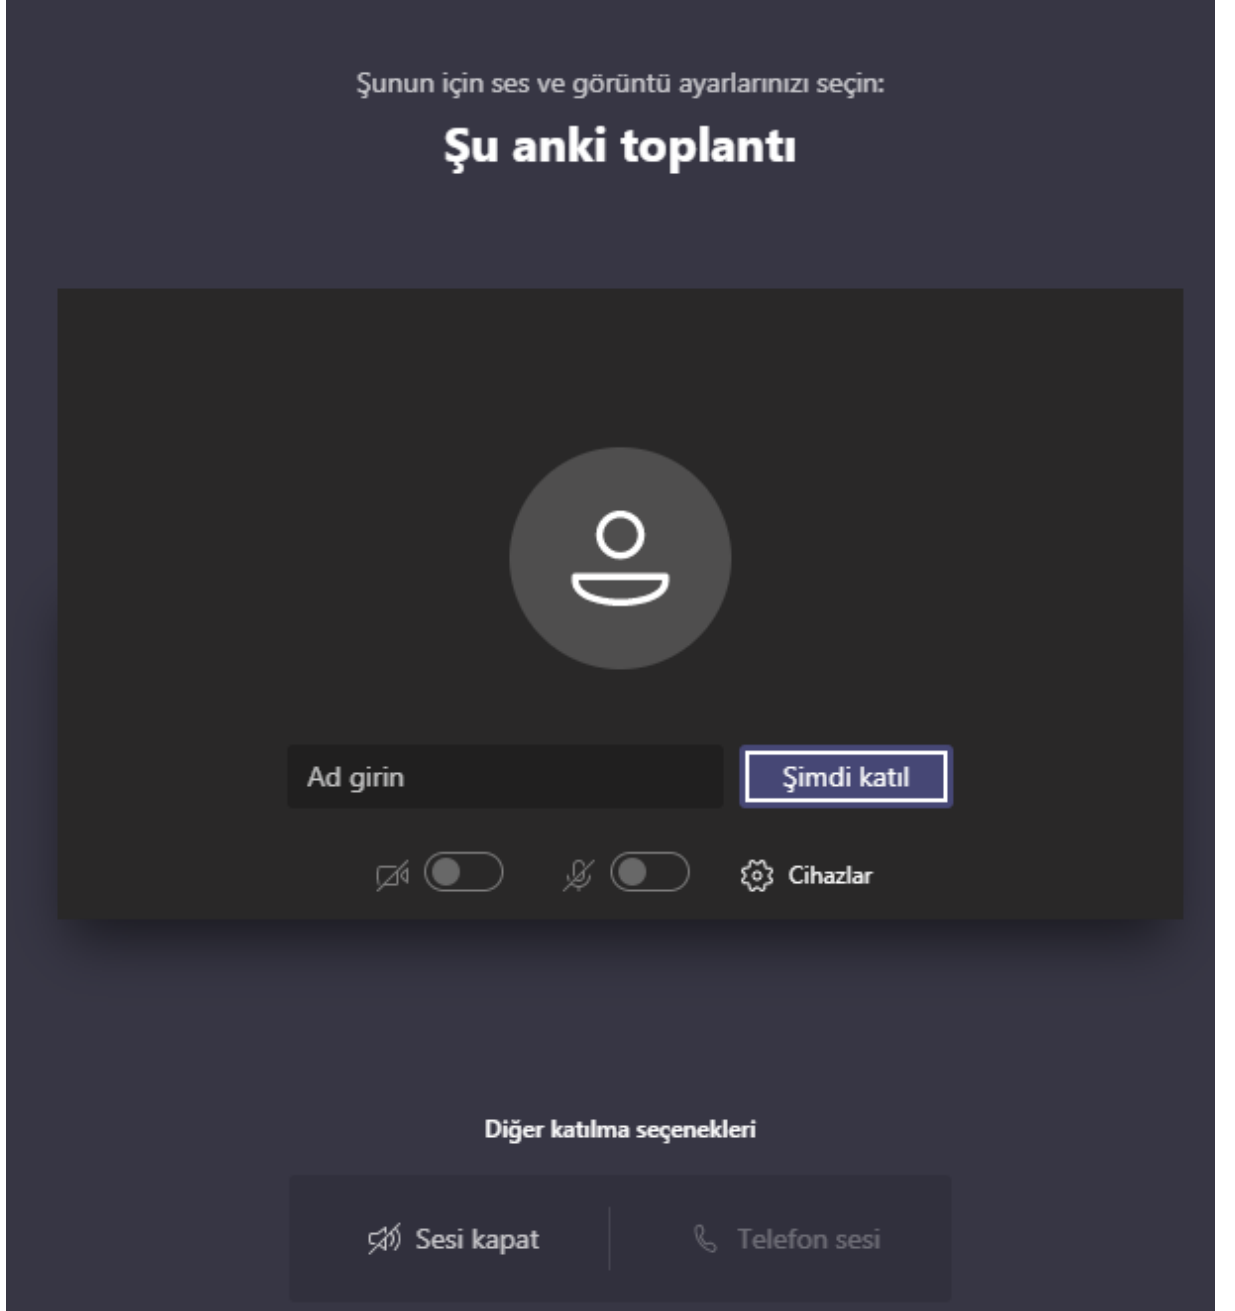 Şunun için ses ve görüntü ayarlarınızı seçin:
Şu anki toplantı
Ad girin
Şimdi katıl
Cihazlar
Diğer katılma seçenekleri
Sesi kapat
Telefon sesi